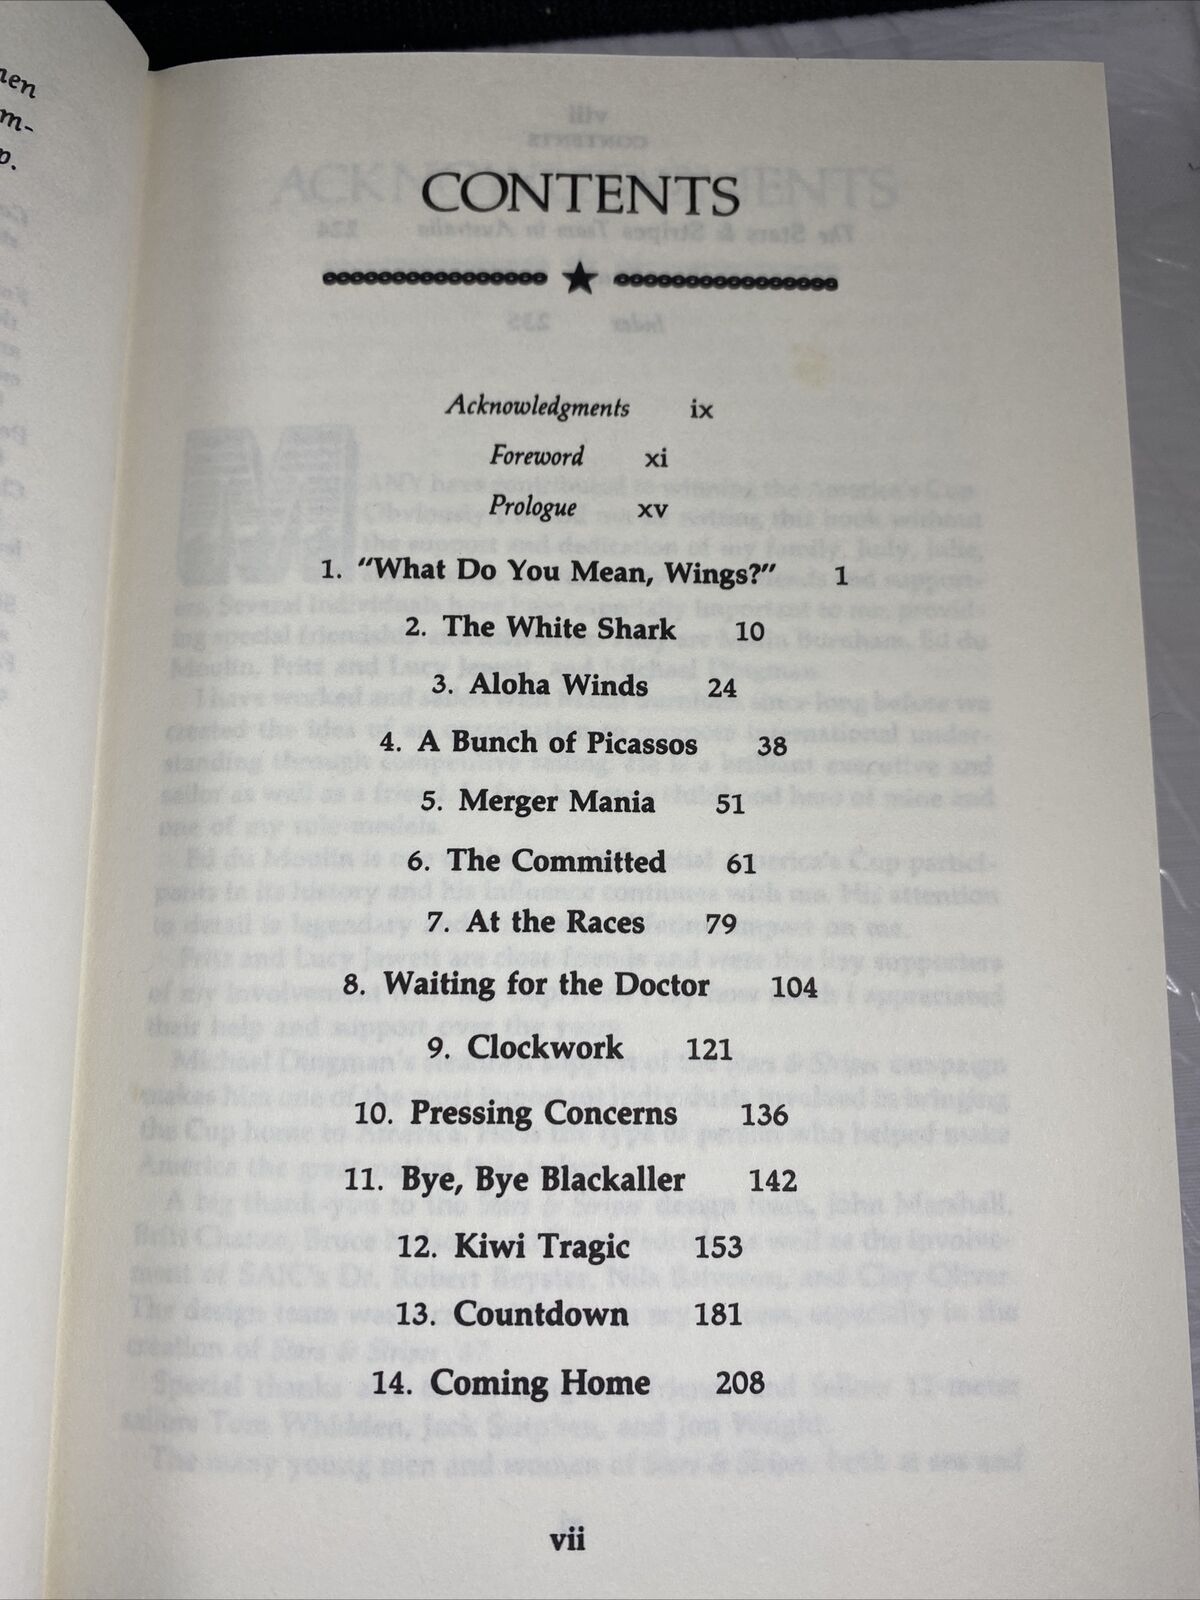 nen
m-
p.
CONTENTS
Acknowledgments ix
Foreword xi
Prologue xv
1. "What Do You Mean, Wings?" 1
2. The White Shark 10
3. Aloha Winds 24
4. A Bunch of Picassos 38
5. Merger Mania 51
6. The Committed 61
7. At the Races 79
8. Waiting for the Doctor 104
9. Clockwork 121
10. Pressing Concerns 136
11. Bye, Bye Blackaller 142
12. Kiwi Tragic 153
13. Countdown 181
14. Coming Home 208
vii